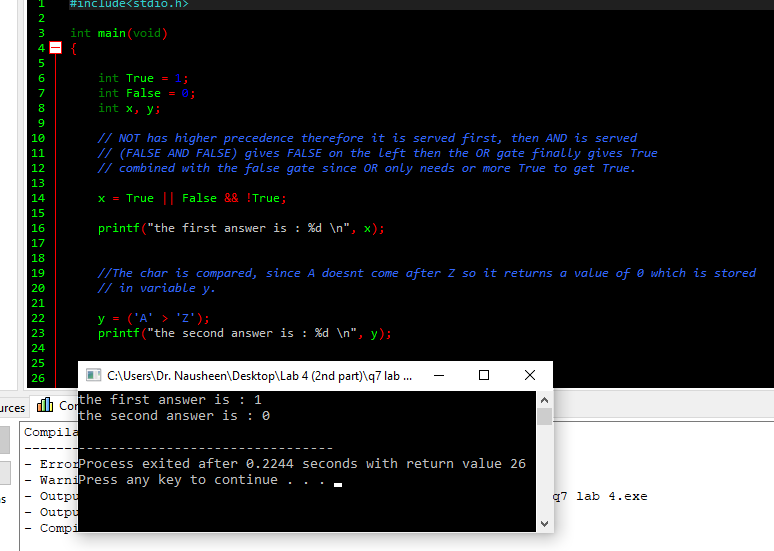 1 #include<stdio.h>
2
3 int main(void)
4 {
5
6 int True = 1;
7 int False = 0;
8 int x, y;
9
10 // NOT has higher precedence therefore it is served first, then AND is served
11 // (FALSE AND FALSE) gives FALSE on the left then the OR gate finally gives True
12 // combined with the false gate since OR only needs or more True to get True.
13
14 x = True || False && !True;
15
16 printf("the first answer is : %d \n", x);
17
18
19 //The char is compared, since A doesnt come after Z so it returns a value of 0 which is stored
20 // in variable y.
21
22 y = ('A' > 'Z');
23 printf("the second answer is : %d \n", y);
24
25
26
C:\Users\Dr. Nausheen\Desktop\Lab 4 (2nd part)\q7 lab ...
the first answer is : 1
the second answer is : 0
--------------------------------
Process exited after 0.2244 seconds with return value 26
Press any key to continue . . .
urces Con
Compila
-------
- Error
- Warni
s - Outpu q7 lab 4.exe
- Outpu
- Compi